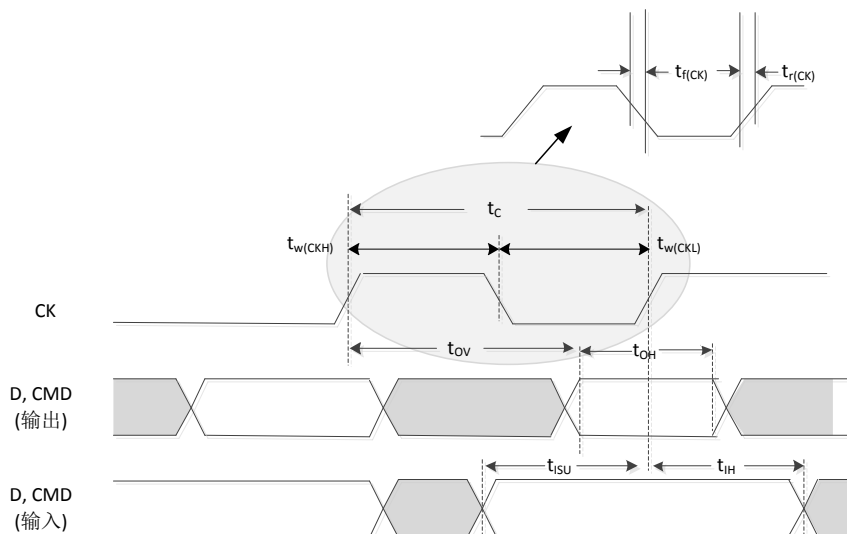 tf(CK)
tr(CK)
tC
tw(CKH)
tw(CKL)
CK
tOV
tOH
D, CMD
(输出)
tISU
tIH
D, CMD
(输入)